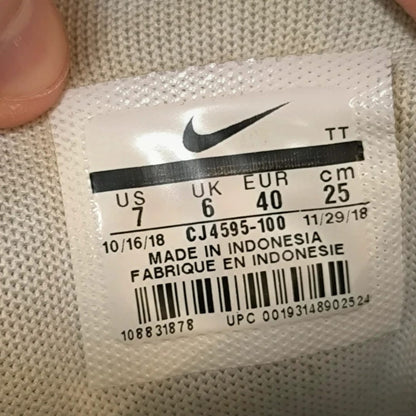 TT
US UK EUR cm
7 6 40 25
10/16/18 CJ4595-100 11/29/18
MADE IN INDONESIA
FABRIQUE EN INDONESIE
108831878 UPC 00193148902524